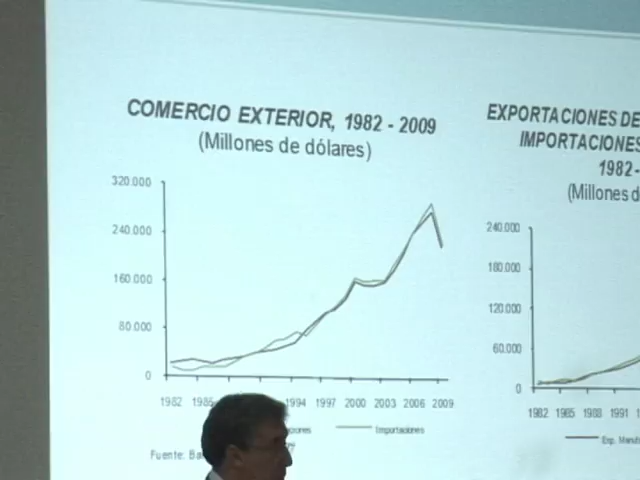 COMERCIO EXTERIOR, 1982 - 2009
(Millones de dólares)
320.000
240.000
160.000
80.000
0
1982 1985 1994 1997 2000 2003 2006 2009
Importaciones
Fuente: Ba
EXPORTACIONES DE
IMPORTACIONES
1982-
(Millones d
240.000
180.000
120.000
60.000
0
1982 1985 1988 1991
Exp. Manuf